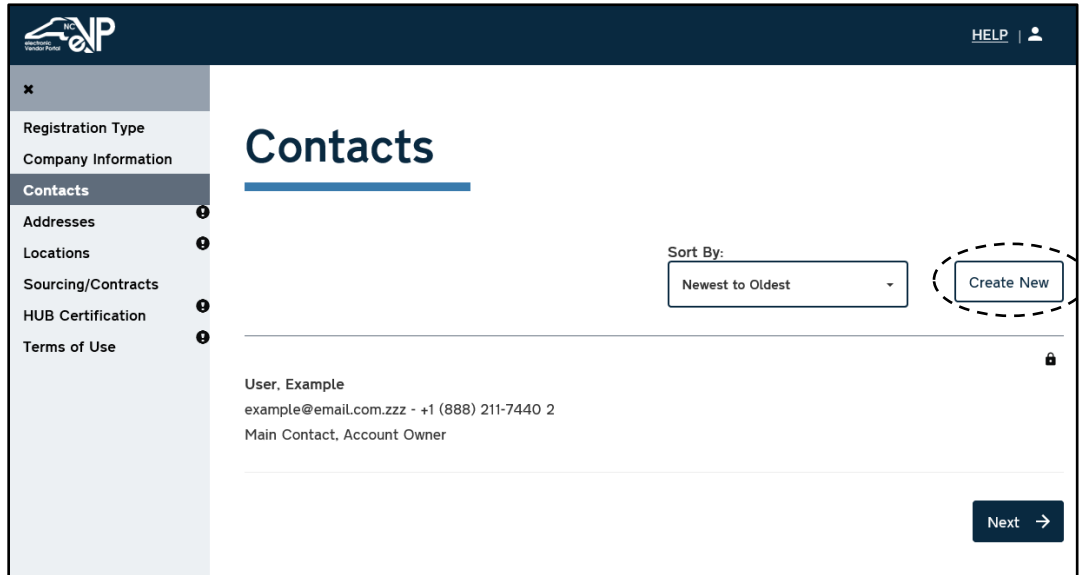 NC
eVP
electronic
Vendor Portal
HELP |
Registration Type
Company Information
Contacts
Addresses
Locations
Sourcing/Contracts
HUB Certification
Terms of Use
Contacts
Sort By:
Newest to Oldest
Create New
User, Example
example@email.com.zzz - +1 (888) 211-7440 2
Main Contact, Account Owner
Next